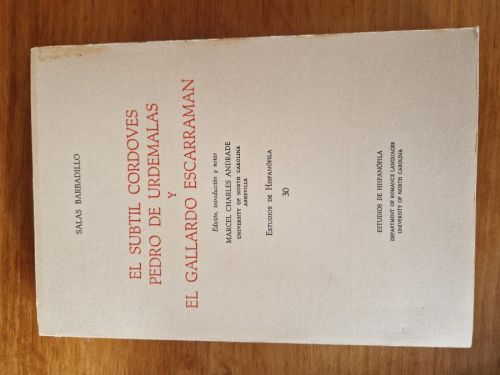 SALAS BARBADILLO
EL SUBTIL CORDOVES
PEDRO DE URDEMALAS
Y
EL GALLARDO ESCARRAMAN
Edición, introducción y notas
MARCEL CHARLES ANDRADE
UNIVERSITY OF NORTH CAROLINA
ASHEVILLE
ESTUDIOS DE HISPANÓFILA
30
ESTUDIOS DE HISPANÓFILA
DEPARTMENT OF ROMANCE LANGUAGES
UNIVERSITY OF NORTH CAROLINA